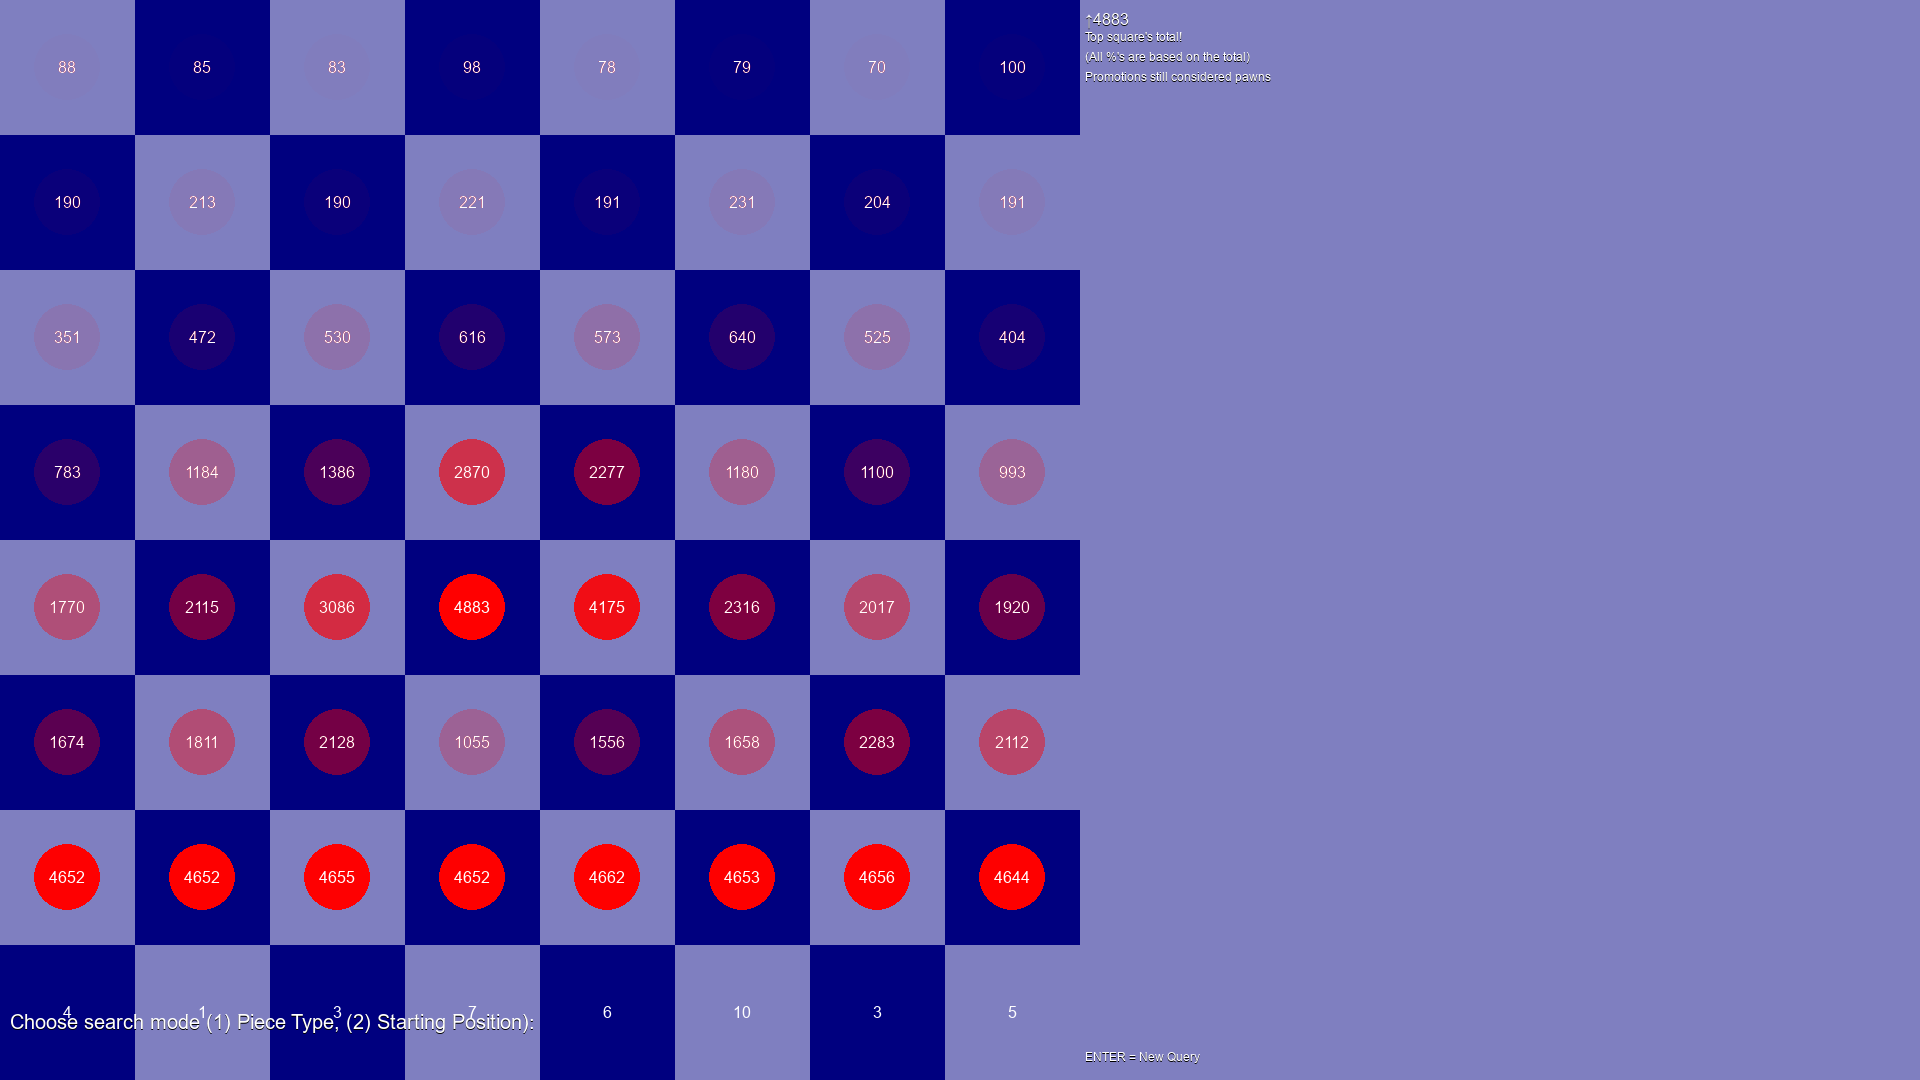 ↑4883
Top square's total!
(All %'s are based on the total)
Promotions still considered pawns
88 85 83 98 78 79 70 100
190 213 190 221 191 231 204 191
351 472 530 616 573 640 525 404
783 1184 1386 2870 2277 1180 1100 993
1770 2115 3086 4883 4175 2316 2017 1920
1674 1811 2128 1055 1556 1658 2283 2112
4652 4652 4655 4652 4662 4653 4656 4644
4 1 3 7 6 10 3 5
Choose search mode (1) Piece Type, (2) Starting Position):
ENTER = New Query